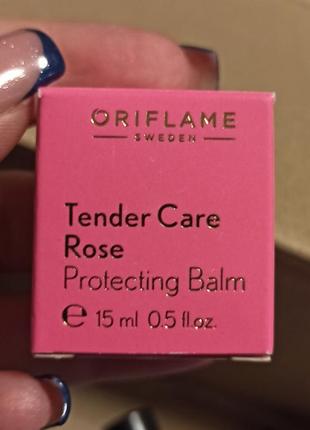 ORIFLAME
SWEDEN
Tender Care
Rose
Protecting Balm
℮ 15 ml 0.5 fl.oz.